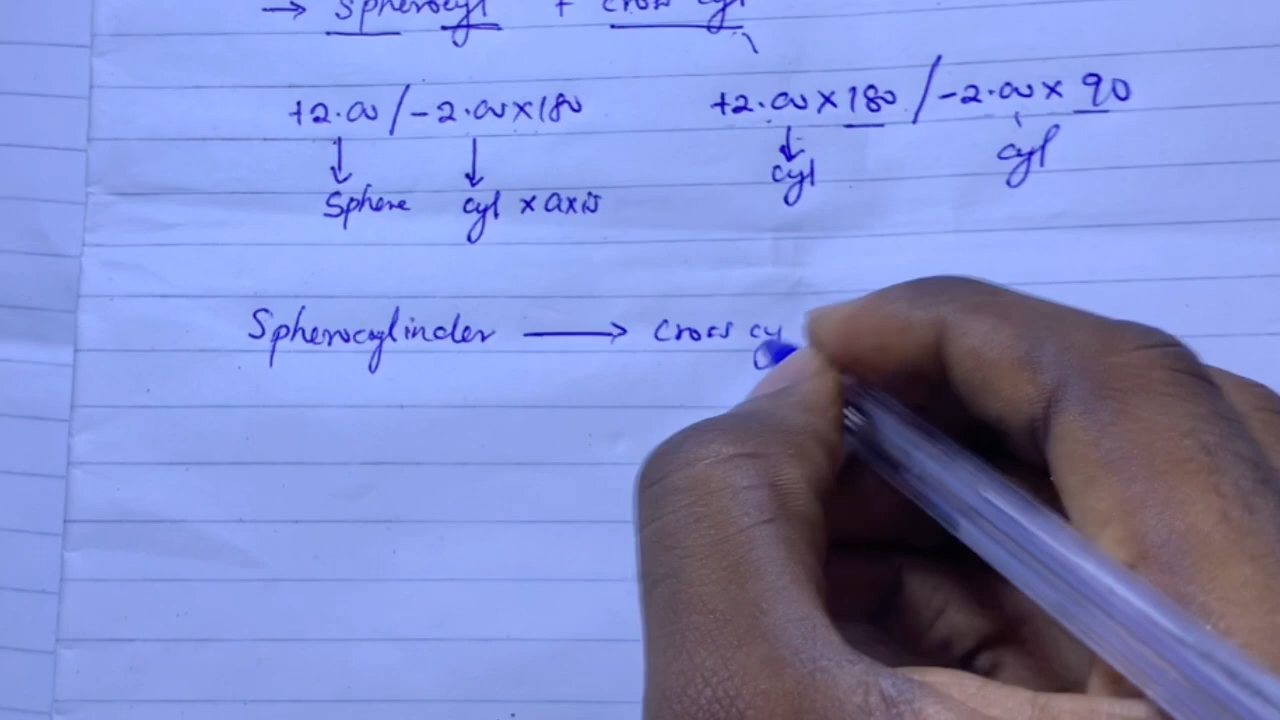 → Spherocyl + Cross cyl
+2.00 / -2.00 x 180 +2.00 x 180 / -2.00 x 90
Sphere cyl x axis cyl cyl
Spherocylinder → cross cy